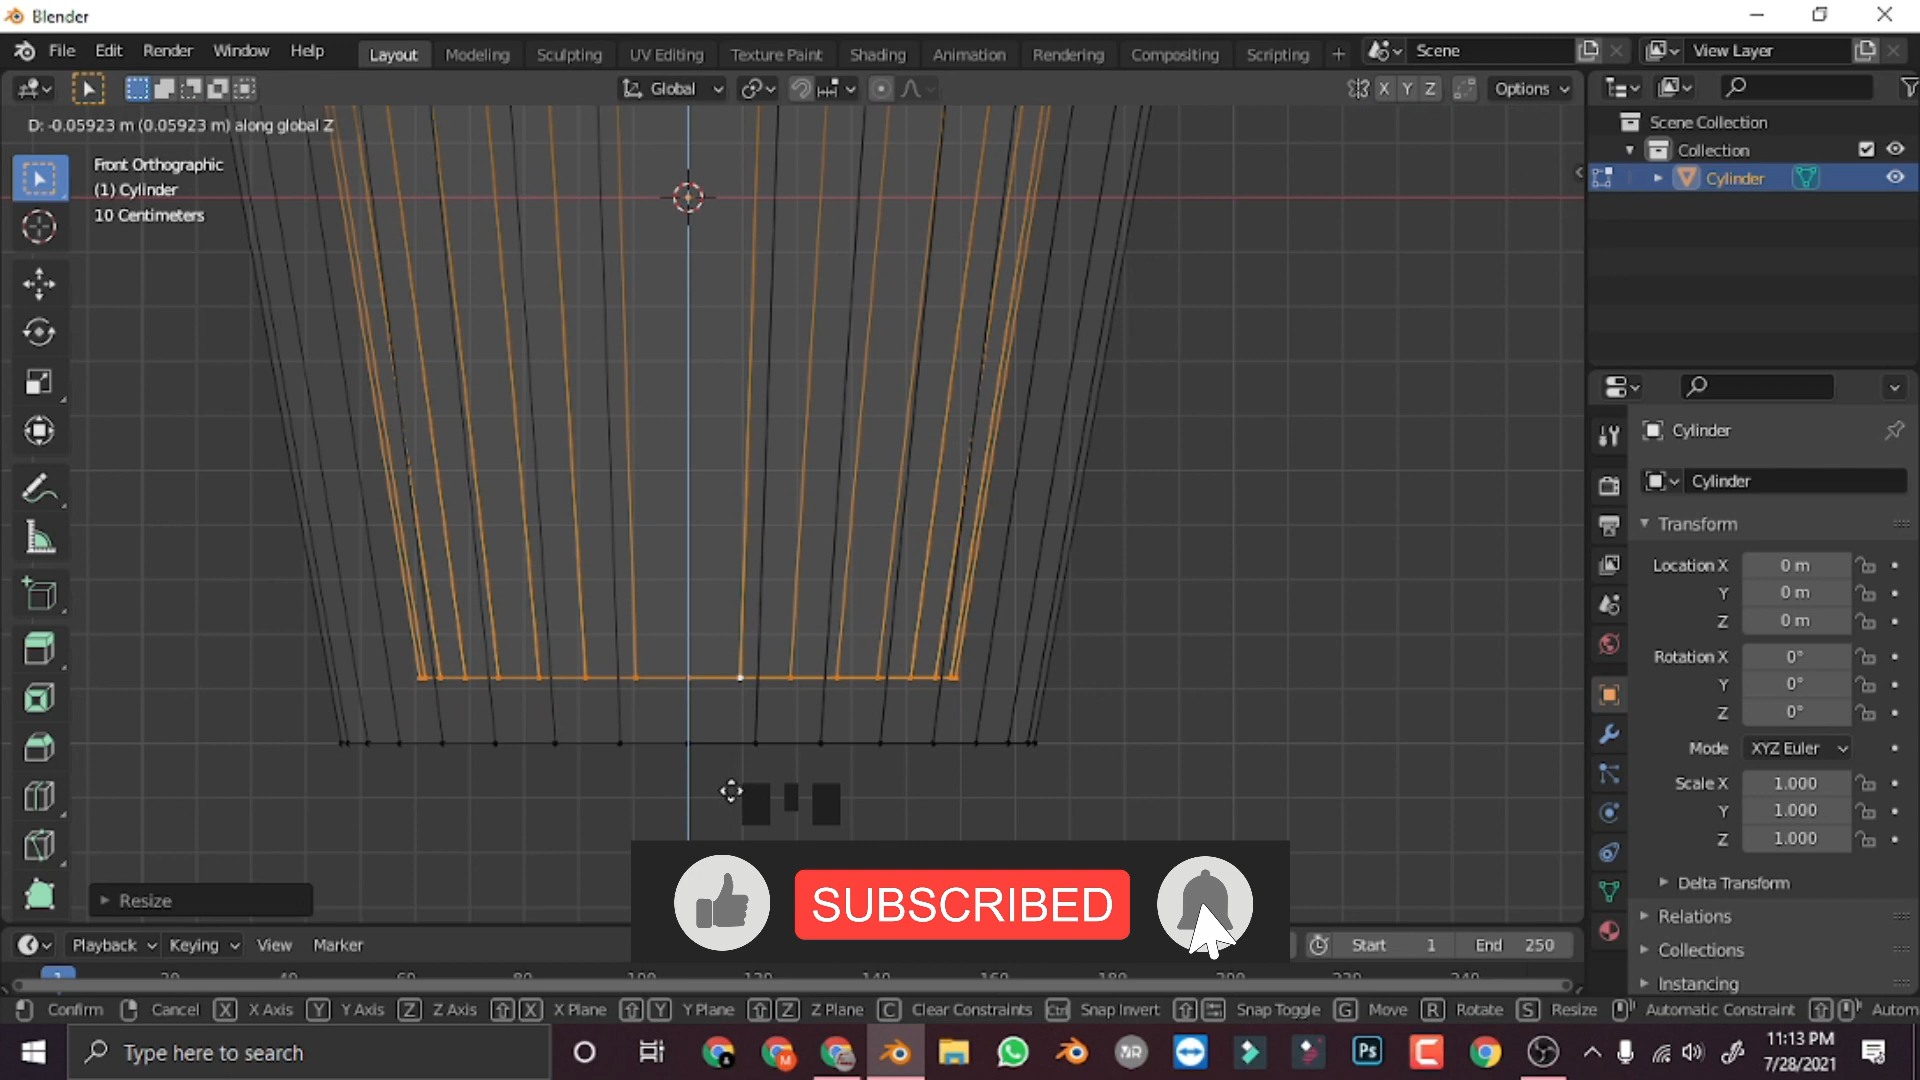 Blender
File Edit Render Window Help Layout Modeling Sculpting UV Editing Texture Paint Shading Animation Rendering Compositing Scripting + Scene View Layer
Global X Y Z Options
D: -0.05923 m (0.05923 m) along global Z
Front Orthographic
(1) Cylinder
10 Centimeters
Scene Collection
Collection
Cylinder
Cylinder
Cylinder
Transform
Location X 0 m
Y 0 m
Z 0 m
Rotation X 0°
Y 0°
Z 0°
Mode XYZ Euler
Scale X 1.000
Y 1.000
Z 1.000
Delta Transform
Relations
Collections
Instancing
Resize
SUBSCRIBED
Playback Keying View Marker Start 1 End 250
Confirm Cancel X X Axis Y Y Axis Z Z Axis X X Plane Y Y Plane Z Z Plane C Clear Constraints Ctrl Snap Invert Snap Toggle G Move R Rotate S Resize Automatic Constraint Autom
Type here to search
Ps
11:13 PM
7/28/2021